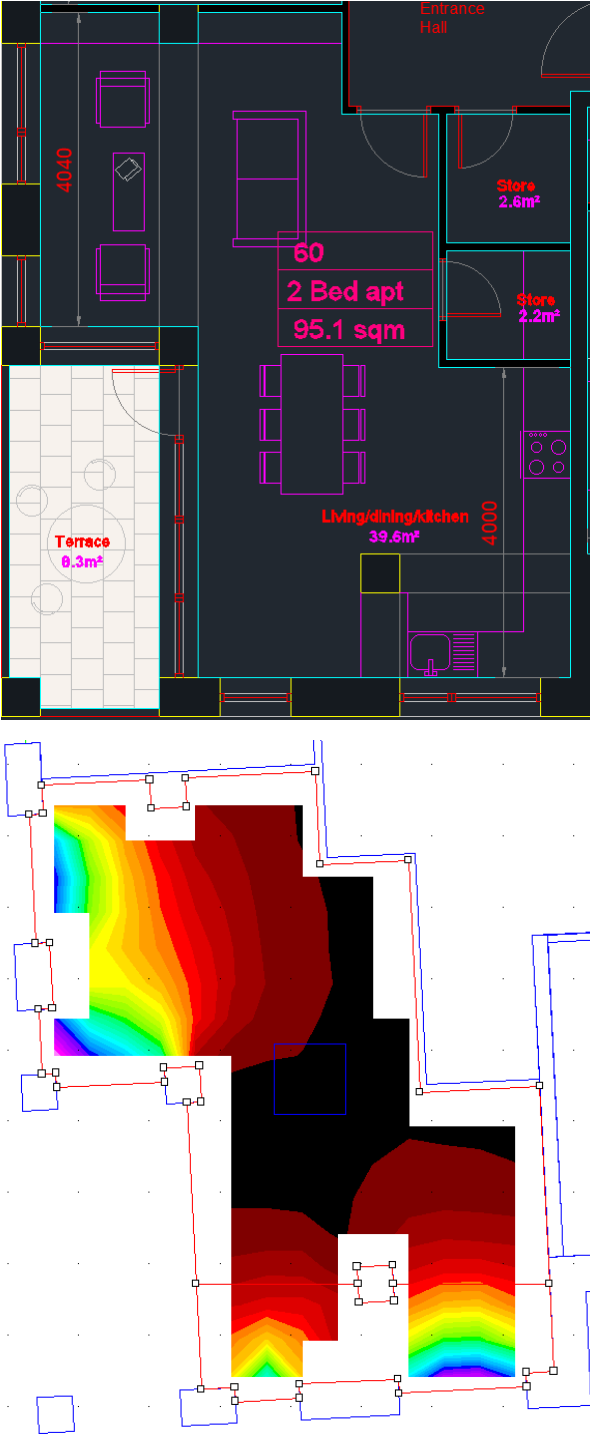 Entrance
Hall
4040
Store
2.6m²
60
2 Bed apt
95.1 sqm
Store
2.2m²
Living/dining/kitchen
39.6m²
4000
Terrace
8.3m²